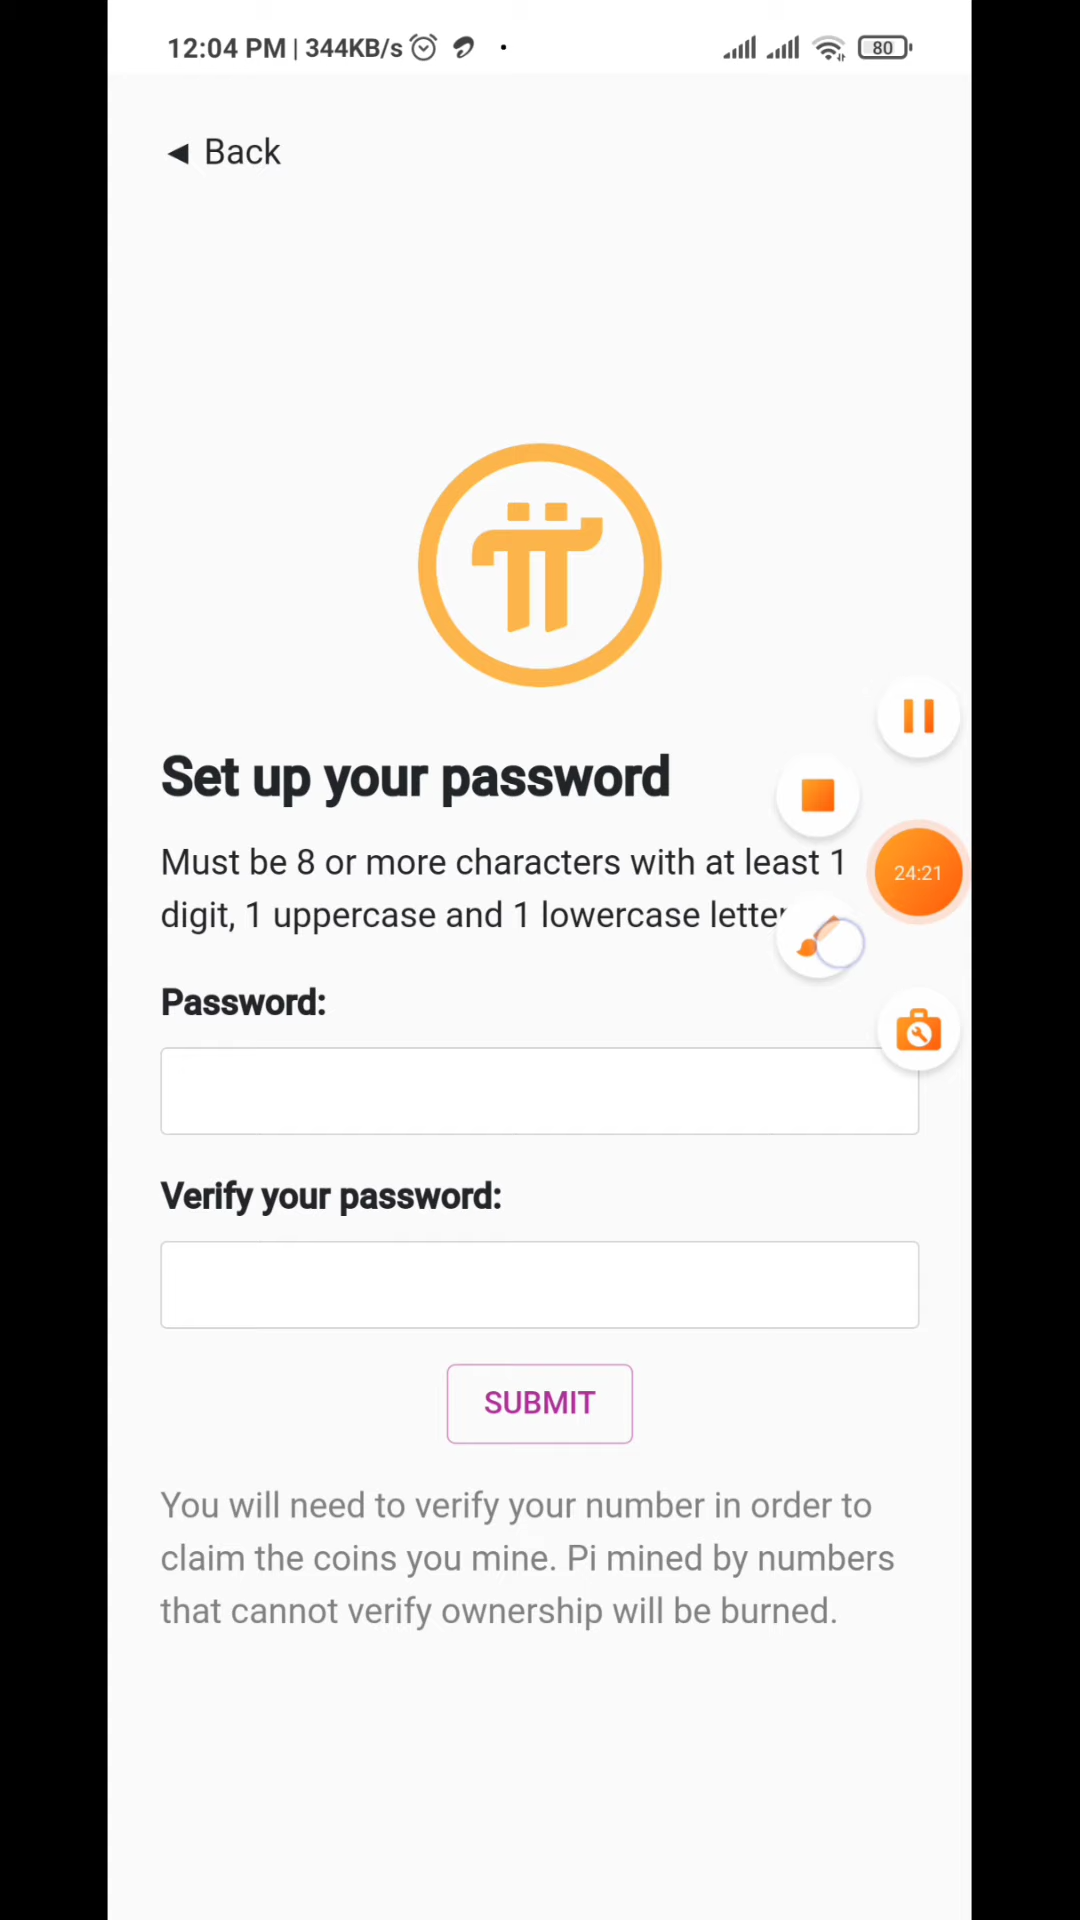 12:04 PM | 344KB/s
80
◄ Back
Set up your password
Must be 8 or more characters with at least 1
digit, 1 uppercase and 1 lowercase letter
24:21
Password:
Verify your password:
SUBMIT
You will need to verify your number in order to
claim the coins you mine. Pi mined by numbers
that cannot verify ownership will be burned.